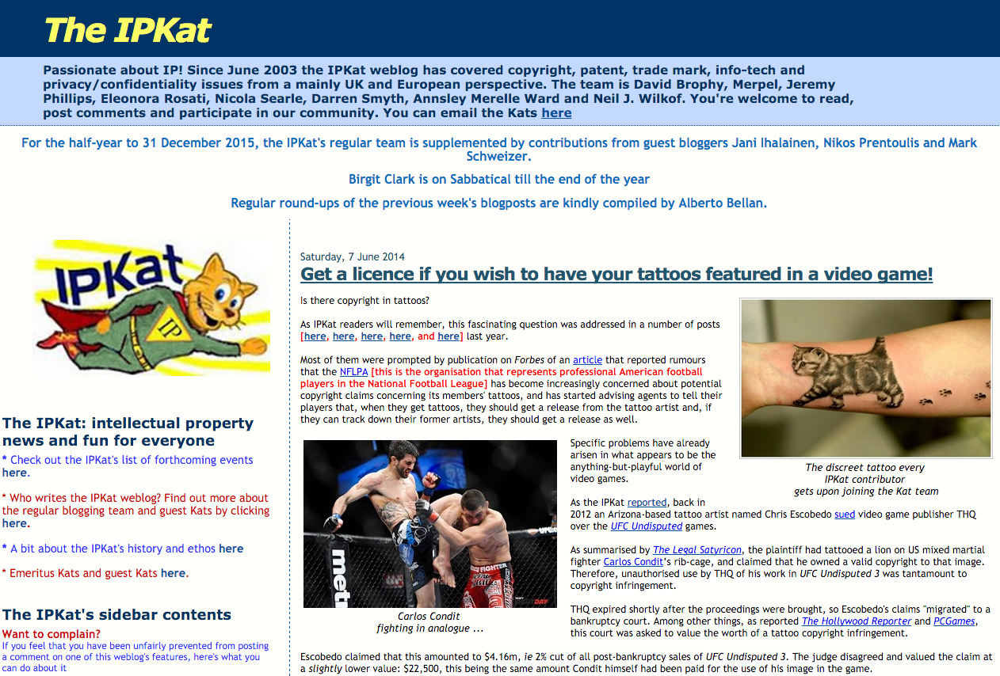 The IPKat
Passionate about IP! Since June 2003 the IPKat weblog has covered copyright, patent, trade mark, info-tech and
privacy/confidentiality issues from a mainly UK and European perspective. The team is David Brophy, Merpel, Jeremy
Phillips, Eleonora Rosati, Nicola Searle, Darren Smyth, Annsley Merelle Ward and Neil J. Wilkof. You're welcome to read,
post comments and participate in our community. You can email the Kats here
For the half-year to 31 December 2015, the IPKat's regular team is supplemented by contributions from guest bloggers Jani Ihalainen, Nikos Prentoulis and Mark
Schweizer.
Birgit Clark is on Sabbatical till the end of the year
Regular round-ups of the previous week's blogposts are kindly compiled by Alberto Bellan.
IPKat
IP
The IPKat: intellectual property
news and fun for everyone
* Check out the IPKat's list of forthcoming events
here.
* Who writes the IPKat weblog? Find out more about
the regular blogging team and guest Kats by clicking
here.
* A bit about the IPKat's history and ethos here
* Emeritus Kats and guest Kats here.
The IPKat's sidebar contents
Want to complain?
If you feel that you have been unfairly prevented from posting
a comment on one of this weblog's features, here's what you
can do about it
Saturday, 7 June 2014
Get a licence if you wish to have your tattoos featured in a video game!
Is there copyright in tattoos?
As IPKat readers will remember, this fascinating question was addressed in a number of posts
[here, here, here, here, and here] last year.
Most of them were prompted by publication on Forbes of an article that reported rumours
that the NFLPA [this is the organisation that represents professional American football
players in the National Football League] has become increasingly concerned about potential
copyright claims concerning its members' tattoos, and has started advising agents to tell their
players that, when they get tattoos, they should get a release from the tattoo artist and, if
they can track down their former artists, they should get a release as well.
The discreet tattoo every
IPKat contributor
gets upon joining the Kat team
Specific problems have already
arisen in what appears to be the
anything-but-playful world of
video games.
As the IPKat reported, back in
2012 an Arizona-based tattoo artist named Chris Escobedo sued video game publisher THQ
over the UFC Undisputed games.
As summarised by The Legal Satyricon, the plaintiff had tattooed a lion on US mixed martial
fighter Carlos Condit's rib-cage, and claimed that he owned a valid copyright to that image.
Therefore, unauthorised use by THQ of his work in UFC Undisputed 3 was tantamount to
copyright infringement.
met
FIGHTER
DAY
Carlos Condit
fighting in analogue ...
THQ expired shortly after the proceedings were brought, so Escobedo's claims "migrated" to a
bankruptcy court. Among other things, as reported The Hollywood Reporter and PCGames,
this court was asked to value the worth of a tattoo copyright infringement.
Escobedo claimed that this amounted to $4.16m, ie 2% cut of all post-bankruptcy sales of UFC Undisputed 3. The judge disagreed and valued the claim at
a slightly lower value: $22,500, this being the same amount Condit himself had been paid for the use of his image in the game.